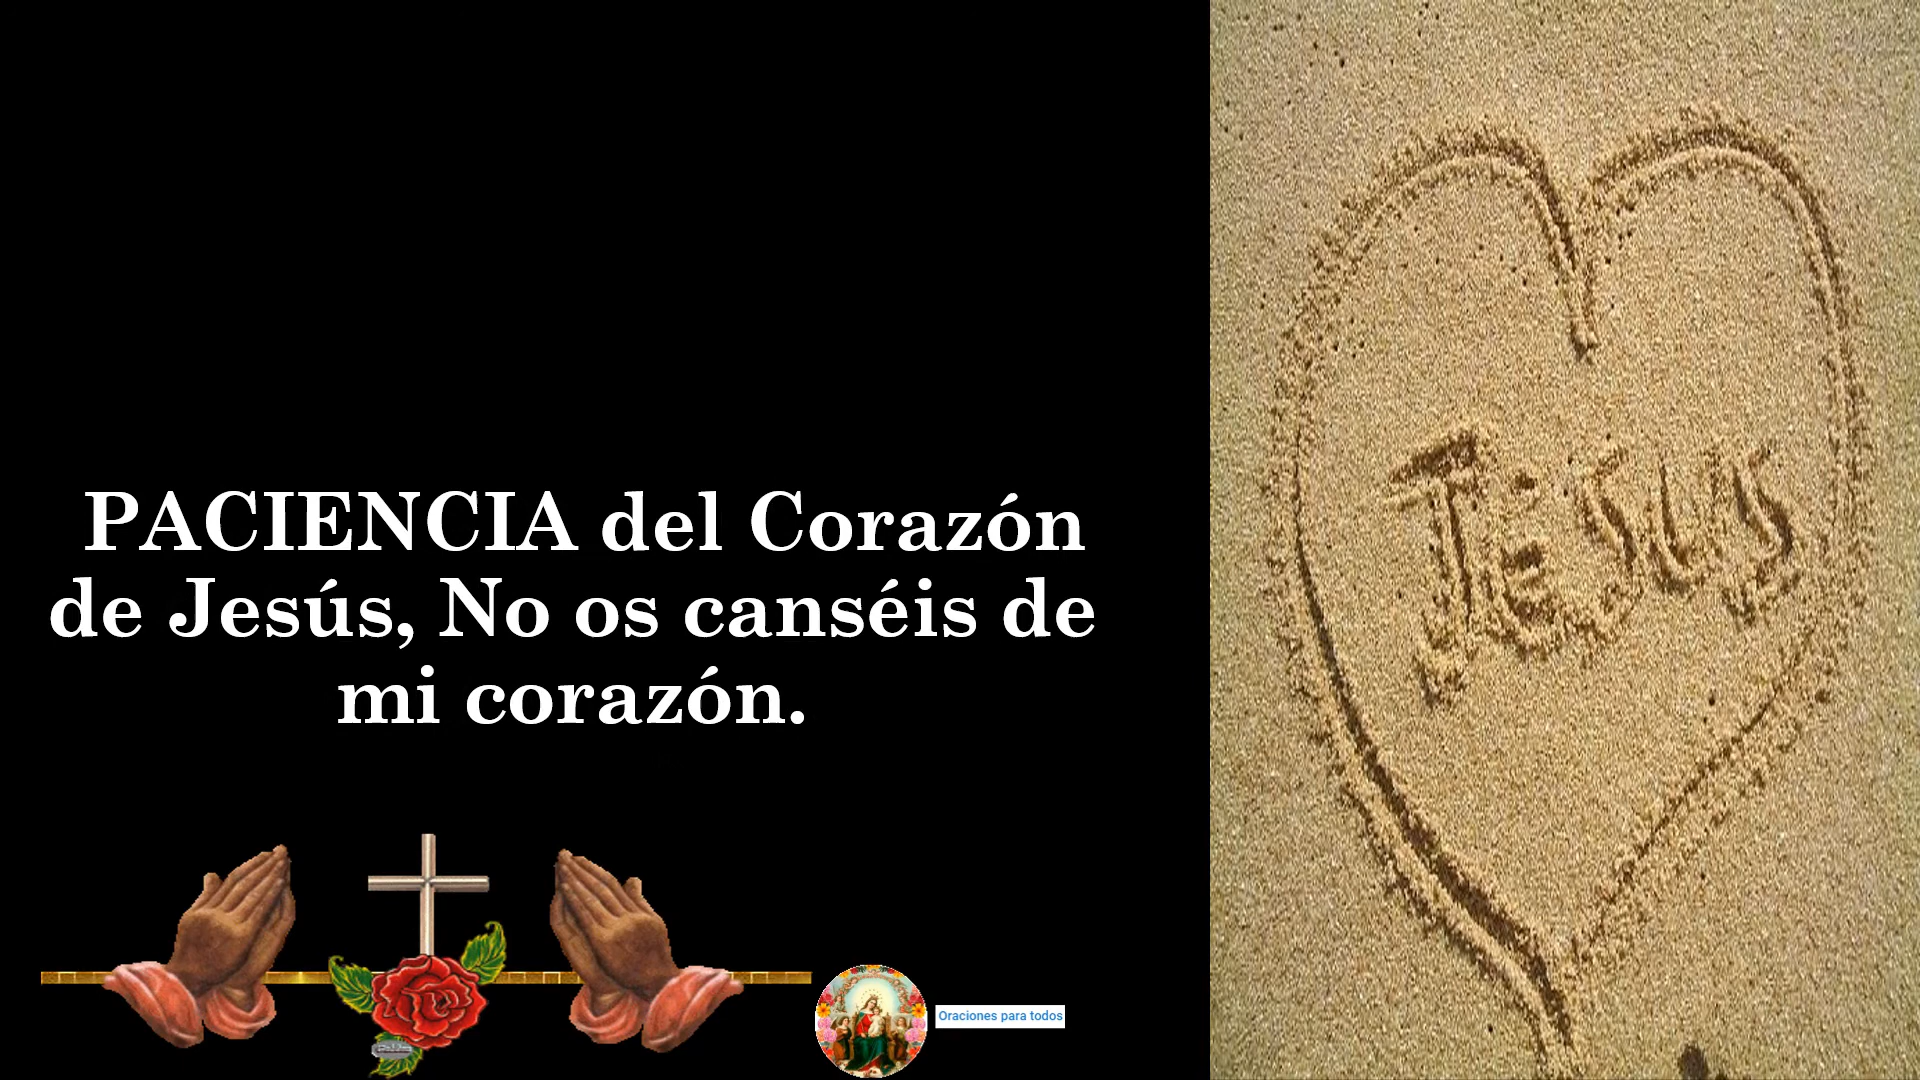 PACIENCIA del Corazón
de Jesús, No os canséis de
mi corazón.
JESUS
Oraciones para todos